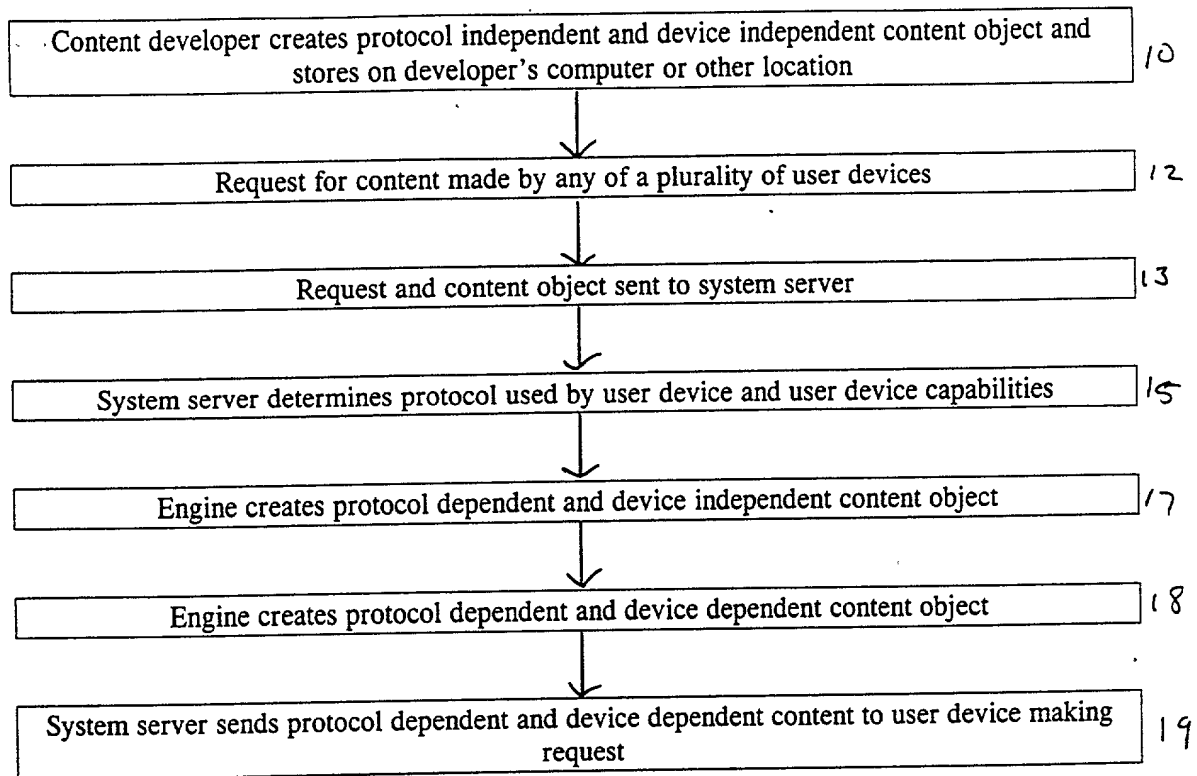 Content developer creates protocol independent and device independent content object and
stores on developer's computer or other location
10
Request for content made by any of a plurality of user devices
12
Request and content object sent to system server
13
System server determines protocol used by user device and user device capabilities
15
Engine creates protocol dependent and device independent content object
17
Engine creates protocol dependent and device dependent content object
18
System server sends protocol dependent and device dependent content to user device making
request
19